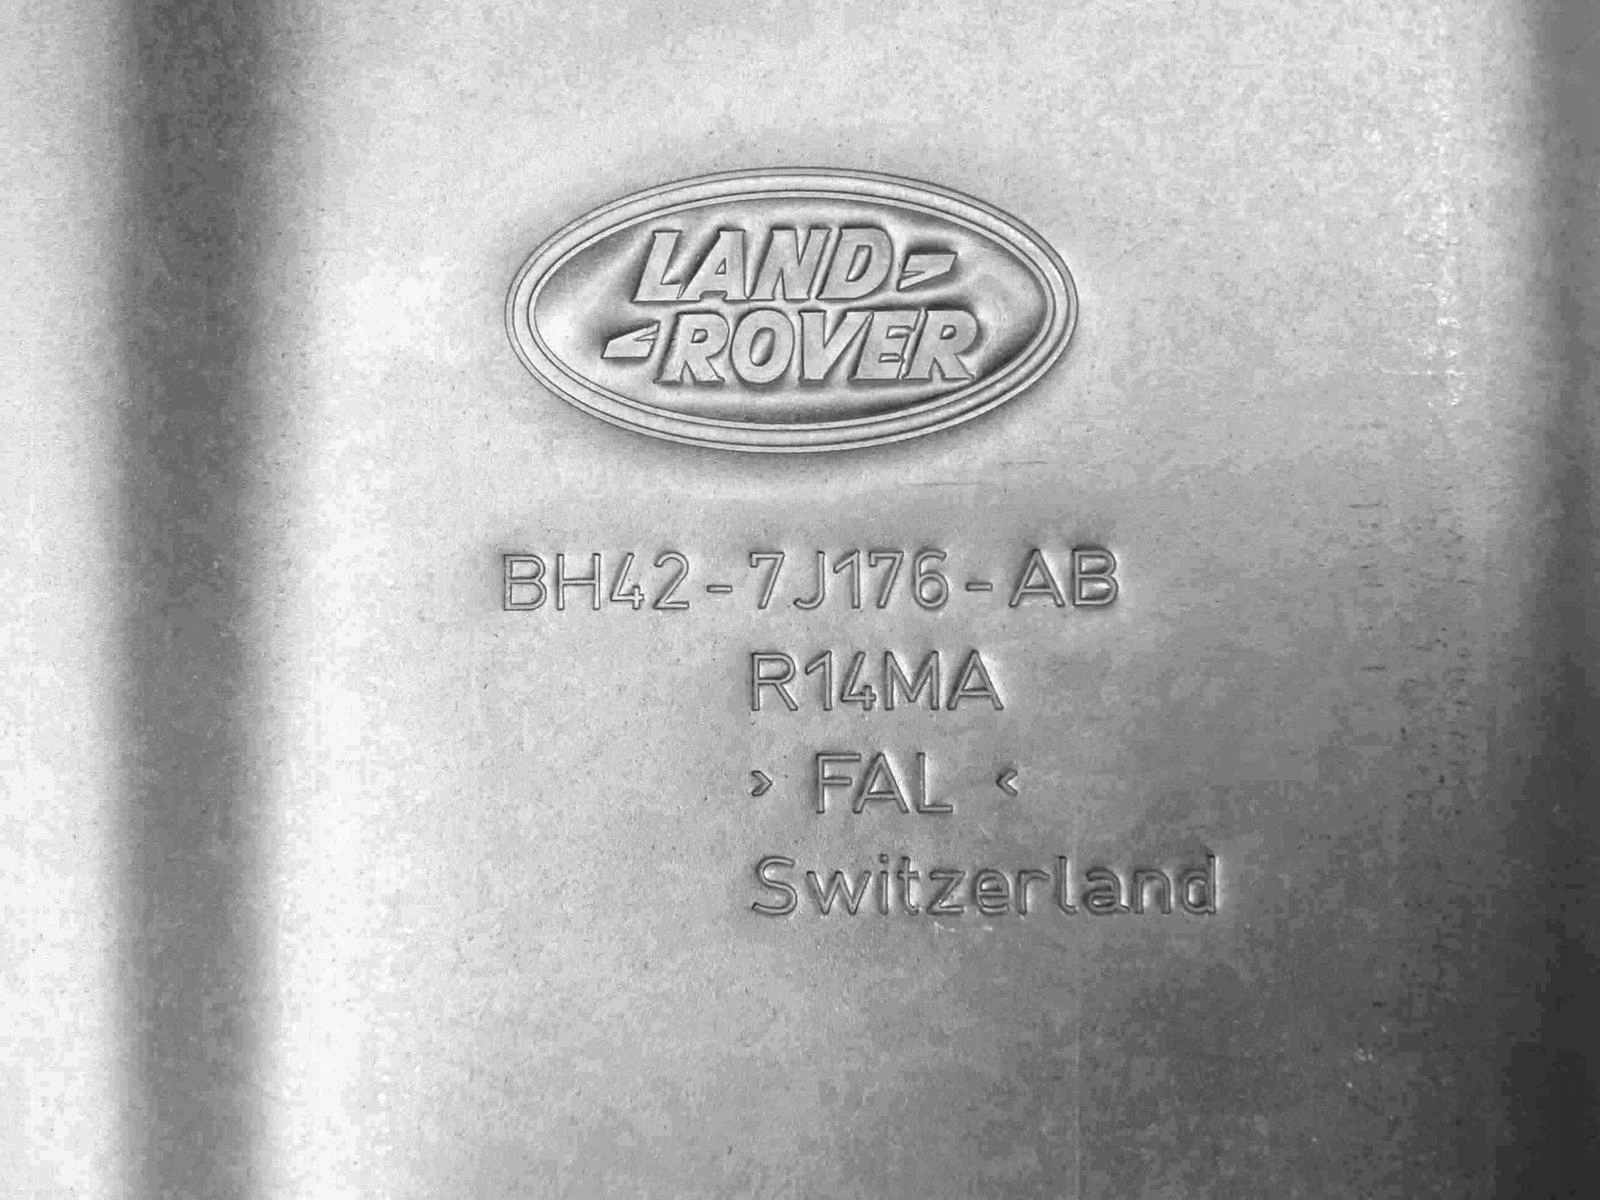 LAND
ROVER
BH42-7J176-AB
R14MA
> FAL <
Switzerland